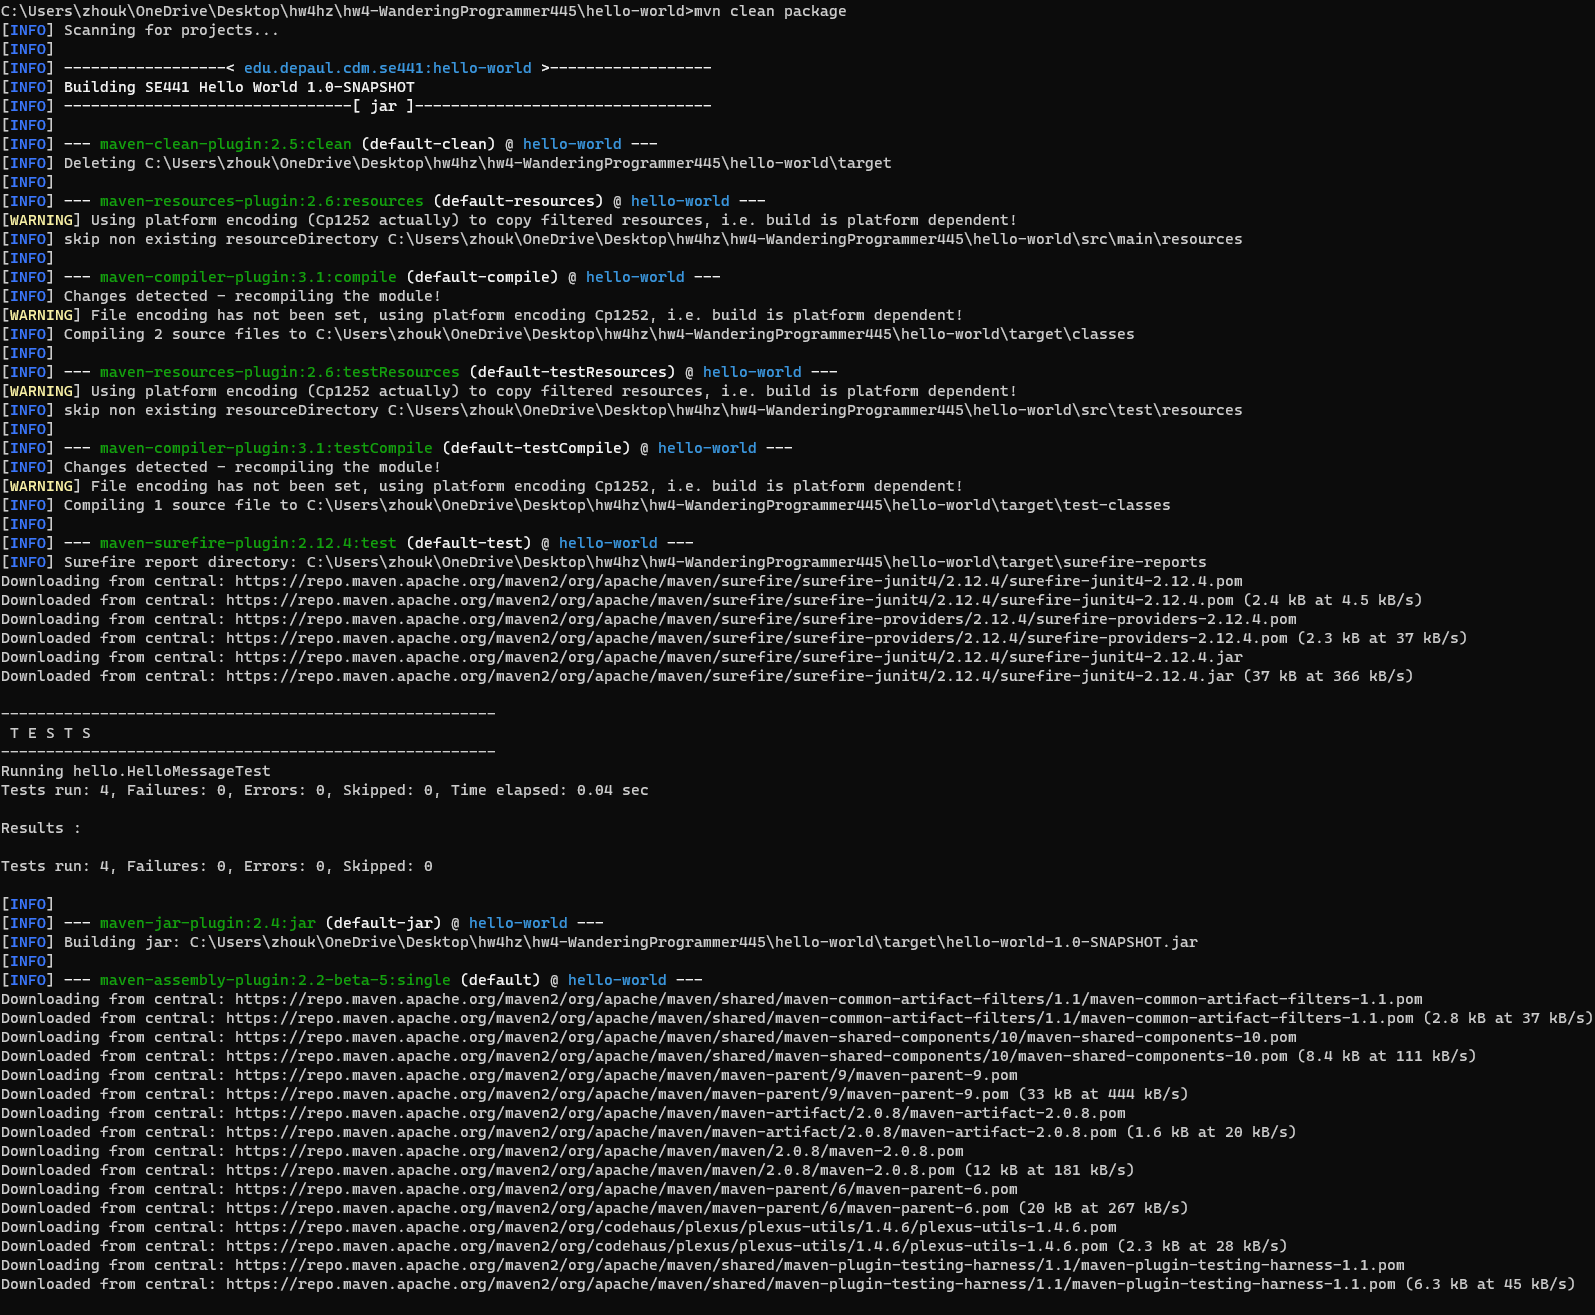 C:\Users\zhouk\OneDrive\Desktop\hw4hz\hw4-WanderingProgrammer445\hello-world>mvn clean package
[INFO] Scanning for projects...
[INFO]
[INFO] ------------------< edu.depaul.cdm.se441:hello-world >------------------
[INFO] Building SE441 Hello World 1.0-SNAPSHOT
[INFO] --------------------------------[ jar ]---------------------------------
[INFO]
[INFO] --- maven-clean-plugin:2.5:clean (default-clean) @ hello-world ---
[INFO] Deleting C:\Users\zhouk\OneDrive\Desktop\hw4hz\hw4-WanderingProgrammer445\hello-world\target
[INFO]
[INFO] --- maven-resources-plugin:2.6:resources (default-resources) @ hello-world ---
[WARNING] Using platform encoding (Cp1252 actually) to copy filtered resources, i.e. build is platform dependent!
[INFO] skip non existing resourceDirectory C:\Users\zhouk\OneDrive\Desktop\hw4hz\hw4-WanderingProgrammer445\hello-world\src\main\resources
[INFO]
[INFO] --- maven-compiler-plugin:3.1:compile (default-compile) @ hello-world ---
[INFO] Changes detected - recompiling the module!
[WARNING] File encoding has not been set, using platform encoding Cp1252, i.e. build is platform dependent!
[INFO] Compiling 2 source files to C:\Users\zhouk\OneDrive\Desktop\hw4hz\hw4-WanderingProgrammer445\hello-world\target\classes
[INFO]
[INFO] --- maven-resources-plugin:2.6:testResources (default-testResources) @ hello-world ---
[WARNING] Using platform encoding (Cp1252 actually) to copy filtered resources, i.e. build is platform dependent!
[INFO] skip non existing resourceDirectory C:\Users\zhouk\OneDrive\Desktop\hw4hz\hw4-WanderingProgrammer445\hello-world\src\test\resources
[INFO]
[INFO] --- maven-compiler-plugin:3.1:testCompile (default-testCompile) @ hello-world ---
[INFO] Changes detected - recompiling the module!
[WARNING] File encoding has not been set, using platform encoding Cp1252, i.e. build is platform dependent!
[INFO] Compiling 1 source file to C:\Users\zhouk\OneDrive\Desktop\hw4hz\hw4-WanderingProgrammer445\hello-world\target\test-classes
[INFO]
[INFO] --- maven-surefire-plugin:2.12.4:test (default-test) @ hello-world ---
[INFO] Surefire report directory: C:\Users\zhouk\OneDrive\Desktop\hw4hz\hw4-WanderingProgrammer445\hello-world\target\surefire-reports
Downloading from central: https://repo.maven.apache.org/maven2/org/apache/maven/surefire/surefire-junit4/2.12.4/surefire-junit4-2.12.4.pom
Downloaded from central: https://repo.maven.apache.org/maven2/org/apache/maven/surefire/surefire-junit4/2.12.4/surefire-junit4-2.12.4.pom (2.4 kB at 4.5 kB/s)
Downloading from central: https://repo.maven.apache.org/maven2/org/apache/maven/surefire/surefire-providers/2.12.4/surefire-providers-2.12.4.pom
Downloaded from central: https://repo.maven.apache.org/maven2/org/apache/maven/surefire/surefire-providers/2.12.4/surefire-providers-2.12.4.pom (2.3 kB at 37 kB/s)
Downloading from central: https://repo.maven.apache.org/maven2/org/apache/maven/surefire/surefire-junit4/2.12.4/surefire-junit4-2.12.4.jar
Downloaded from central: https://repo.maven.apache.org/maven2/org/apache/maven/surefire/surefire-junit4/2.12.4/surefire-junit4-2.12.4.jar (37 kB at 366 kB/s)
-------------------------------------------------------
 T E S T S
-------------------------------------------------------
Running hello.HelloMessageTest
Tests run: 4, Failures: 0, Errors: 0, Skipped: 0, Time elapsed: 0.04 sec
Results :
Tests run: 4, Failures: 0, Errors: 0, Skipped: 0
[INFO]
[INFO] --- maven-jar-plugin:2.4:jar (default-jar) @ hello-world ---
[INFO] Building jar: C:\Users\zhouk\OneDrive\Desktop\hw4hz\hw4-WanderingProgrammer445\hello-world\target\hello-world-1.0-SNAPSHOT.jar
[INFO]
[INFO] --- maven-assembly-plugin:2.2-beta-5:single (default) @ hello-world ---
Downloading from central: https://repo.maven.apache.org/maven2/org/apache/maven/shared/maven-common-artifact-filters/1.1/maven-common-artifact-filters-1.1.pom
Downloaded from central: https://repo.maven.apache.org/maven2/org/apache/maven/shared/maven-common-artifact-filters/1.1/maven-common-artifact-filters-1.1.pom (2.8 kB at 37 kB/s)
Downloading from central: https://repo.maven.apache.org/maven2/org/apache/maven/shared/maven-shared-components/10/maven-shared-components-10.pom
Downloaded from central: https://repo.maven.apache.org/maven2/org/apache/maven/shared/maven-shared-components/10/maven-shared-components-10.pom (8.4 kB at 111 kB/s)
Downloading from central: https://repo.maven.apache.org/maven2/org/apache/maven/maven-parent/9/maven-parent-9.pom
Downloaded from central: https://repo.maven.apache.org/maven2/org/apache/maven/maven-parent/9/maven-parent-9.pom (33 kB at 444 kB/s)
Downloading from central: https://repo.maven.apache.org/maven2/org/apache/maven/maven-artifact/2.0.8/maven-artifact-2.0.8.pom
Downloaded from central: https://repo.maven.apache.org/maven2/org/apache/maven/maven-artifact/2.0.8/maven-artifact-2.0.8.pom (1.6 kB at 20 kB/s)
Downloading from central: https://repo.maven.apache.org/maven2/org/apache/maven/maven/2.0.8/maven-2.0.8.pom
Downloaded from central: https://repo.maven.apache.org/maven2/org/apache/maven/maven/2.0.8/maven-2.0.8.pom (12 kB at 181 kB/s)
Downloading from central: https://repo.maven.apache.org/maven2/org/apache/maven/maven-parent/6/maven-parent-6.pom
Downloaded from central: https://repo.maven.apache.org/maven2/org/apache/maven/maven-parent/6/maven-parent-6.pom (20 kB at 267 kB/s)
Downloading from central: https://repo.maven.apache.org/maven2/org/codehaus/plexus/plexus-utils/1.4.6/plexus-utils-1.4.6.pom
Downloaded from central: https://repo.maven.apache.org/maven2/org/codehaus/plexus/plexus-utils/1.4.6/plexus-utils-1.4.6.pom (2.3 kB at 28 kB/s)
Downloading from central: https://repo.maven.apache.org/maven2/org/apache/maven/shared/maven-plugin-testing-harness/1.1/maven-plugin-testing-harness-1.1.pom
Downloaded from central: https://repo.maven.apache.org/maven2/org/apache/maven/shared/maven-plugin-testing-harness/1.1/maven-plugin-testing-harness-1.1.pom (6.3 kB at 45 kB/s)